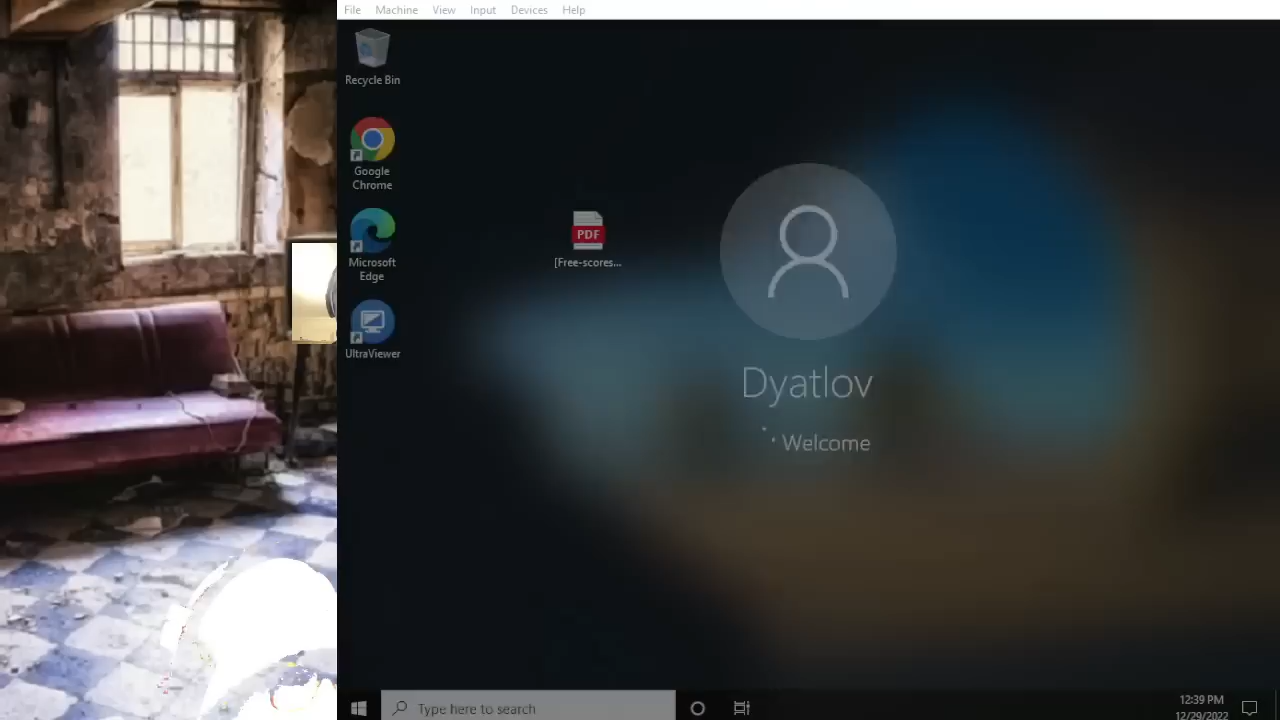 File Machine View Input Devices Help
Recycle Bin
Google
Chrome
PDF
[Free-scores...
Microsoft
Edge
UltraViewer
Dyatlov
Welcome
Type here to search
12:39 PM
12/29/2022